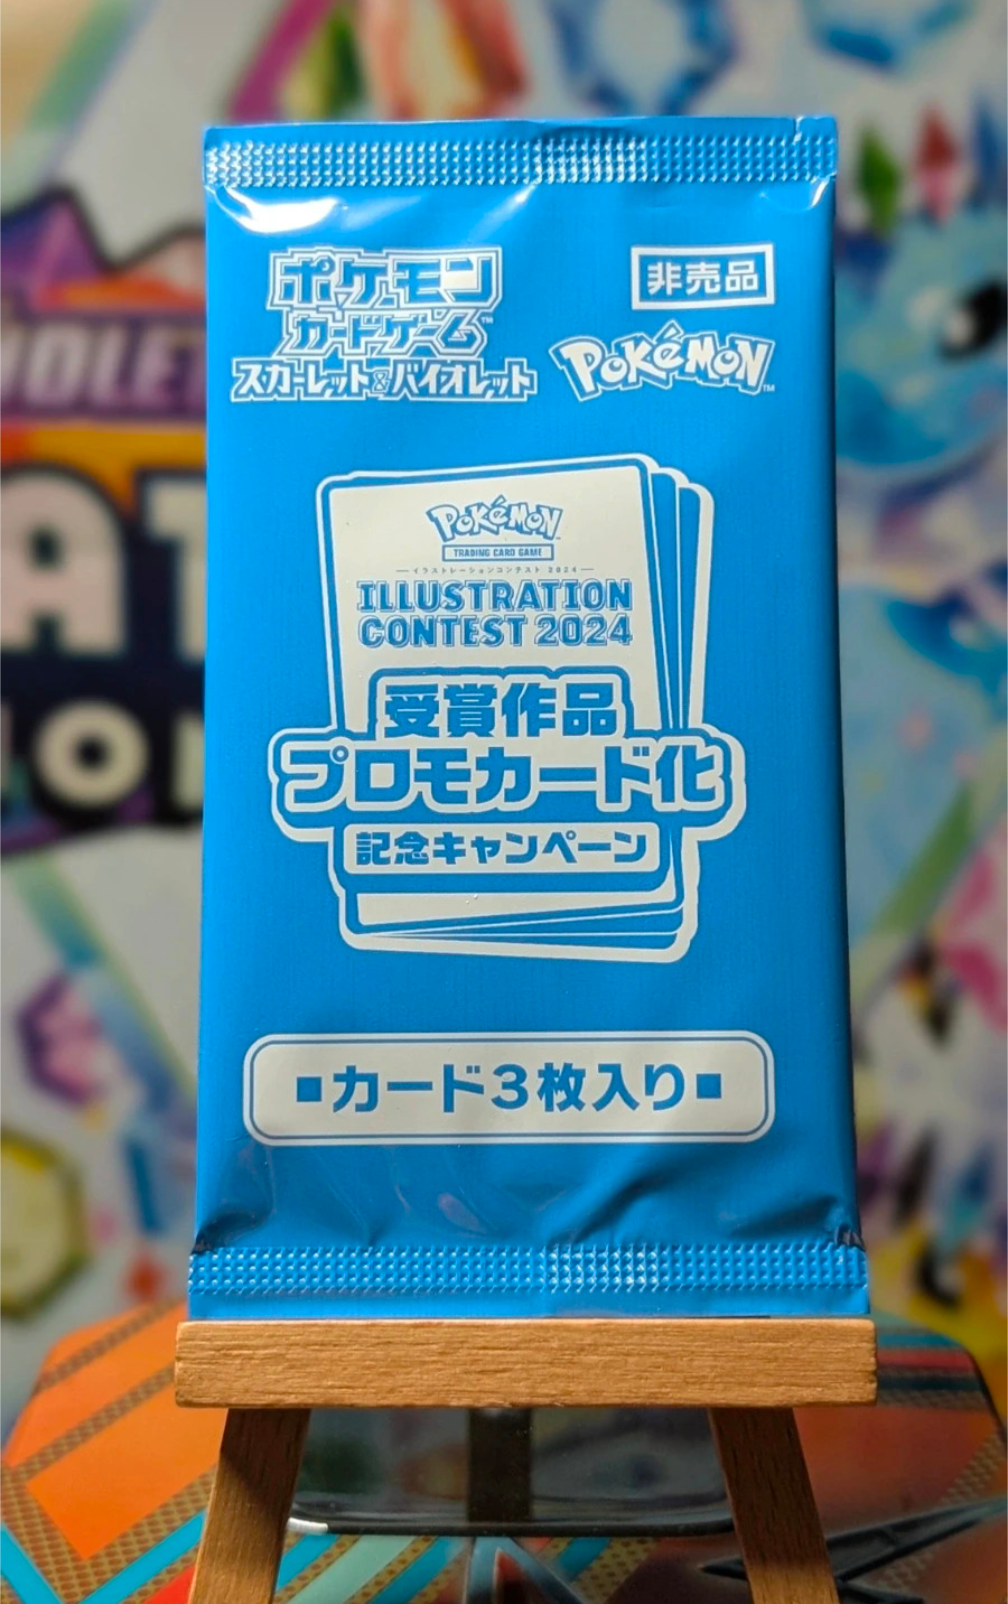 ポケモン
カードゲーム™
スカーレット&バイオレット
非売品
Pokémon™
Pokémon
TRADING CARD GAME
イラストレーションコンテスト 2024
ILLUSTRATION
CONTEST 2024
受賞作品
プロモカード化
記念キャンペーン
■カード3枚入り■